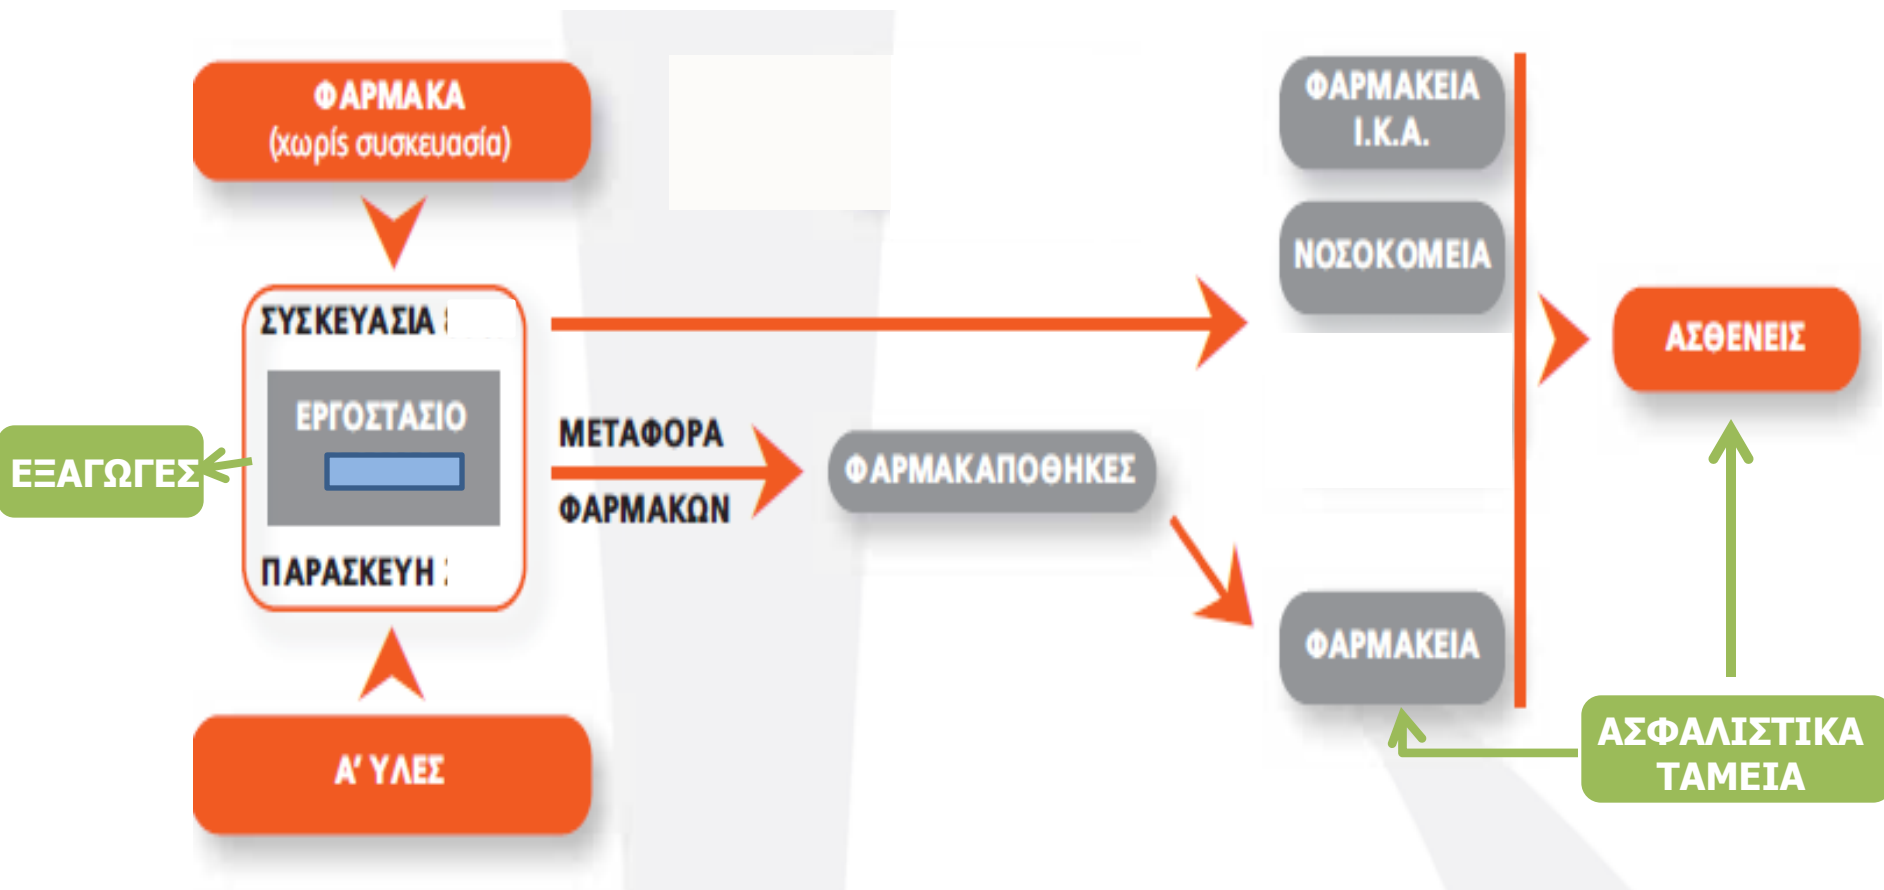 ΦΑΡΜΑΚΑ
(χωρίς συσκευασία)
ΣΥΣΚΕΥΑΣΙΑ
ΕΡΓΟΣΤΑΣΙΟ
ΠΑΡΑΣΚΕΥΗ
Α’ ΥΛΕΣ
ΕΞΑΓΩΓΕΣ
ΜΕΤΑΦΟΡΑ
ΦΑΡΜΑΚΩΝ
ΦΑΡΜΑΚΑΠΟΘΗΚΕΣ
ΦΑΡΜΑΚΕΙΑ
Ι.Κ.Α.
ΝΟΣΟΚΟΜΕΙΑ
ΦΑΡΜΑΚΕΙΑ
ΑΣΘΕΝΕΙΣ
ΑΣΦΑΛΙΣΤΙΚΑ
ΤΑΜΕΙΑ